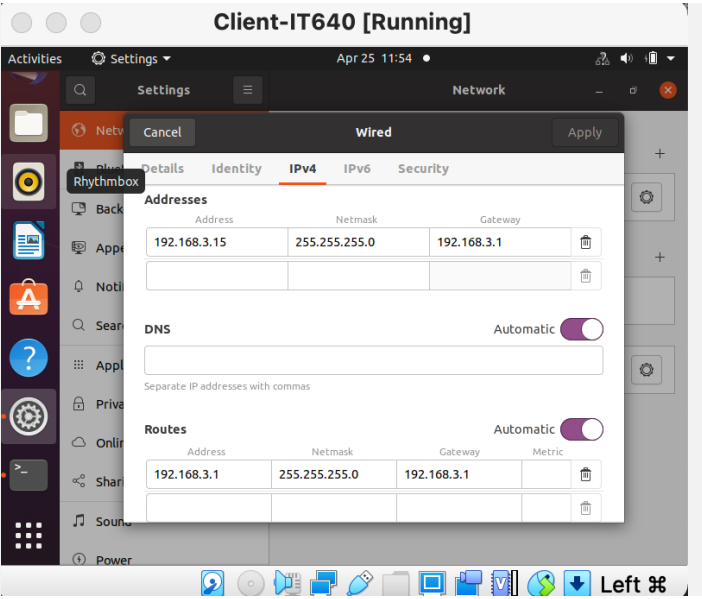 Client-IT640 [Running]
Activities Settings Apr 25 11:54
Settings Network
Cancel Wired Apply
Details Identity IPv4 IPv6 Security
Netw
Rhythmbox
Addresses
Address Netmask Gateway
192.168.3.15 255.255.255.0 192.168.3.1
Back
Appe
Noti
Sear
DNS Automatic
Separate IP addresses with commas
Appl
Priva
Onlin
Shari
Routes Automatic
Address Netmask Gateway Metric
192.168.3.1 255.255.255.0 192.168.3.1
Sound
Power
Left ⌘